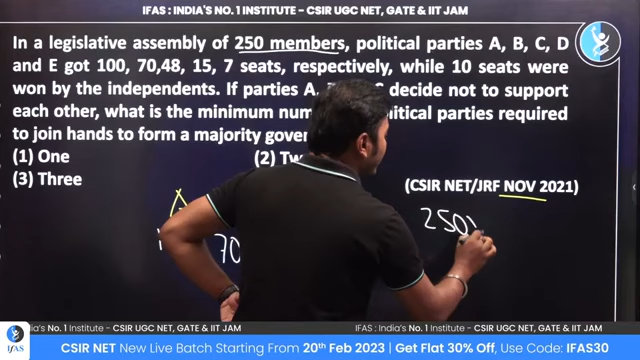 IFAS : INDIA'S No. 1 INSTITUTE - CSIR UGC NET, GATE & IIT JAM
In a legislative assembly of 250 members, political parties A, B, C, D
and E got 100, 70,48, 15, 7 seats, respectively, while 10 seats were
won by the independents. If parties A, decide not to support
each other, what is the minimum political parties required
to join hands to form a majority
(1) One
(2)
(3) Three
(CSIR NET/JRF NOV 2021)
250
70
No. 1 Institute - CSIR UGC NET, GATE & IIT JAM
IFAS : India's No. 1 Institute - CSIR UGC NET, GATE & IIT JAM
IFAS
CSIR NET New Live Batch Starting From 20th Feb 2023 | Get Flat 30% Off, Use Code: IFAS30